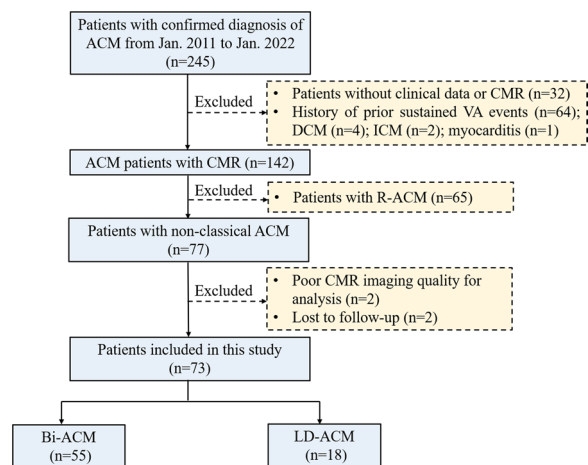 Patients with confirmed diagnosis of
ACM from Jan. 2011 to Jan. 2022
(n=245)
Excluded
• Patients without clinical data or CMR (n=32)
• History of prior sustained VA events (n=64);
DCM (n=4); ICM (n=2); myocarditis (n=1)
ACM patients with CMR (n=142)
Excluded
• Patients with R-ACM (n=65)
Patients with non-classical ACM
(n=77)
Excluded
• Poor CMR imaging quality for
analysis (n=2)
• Lost to follow-up (n=2)
Patients included in this study
(n=73)
Bi-ACM
(n=55)
LD-ACM
(n=18)